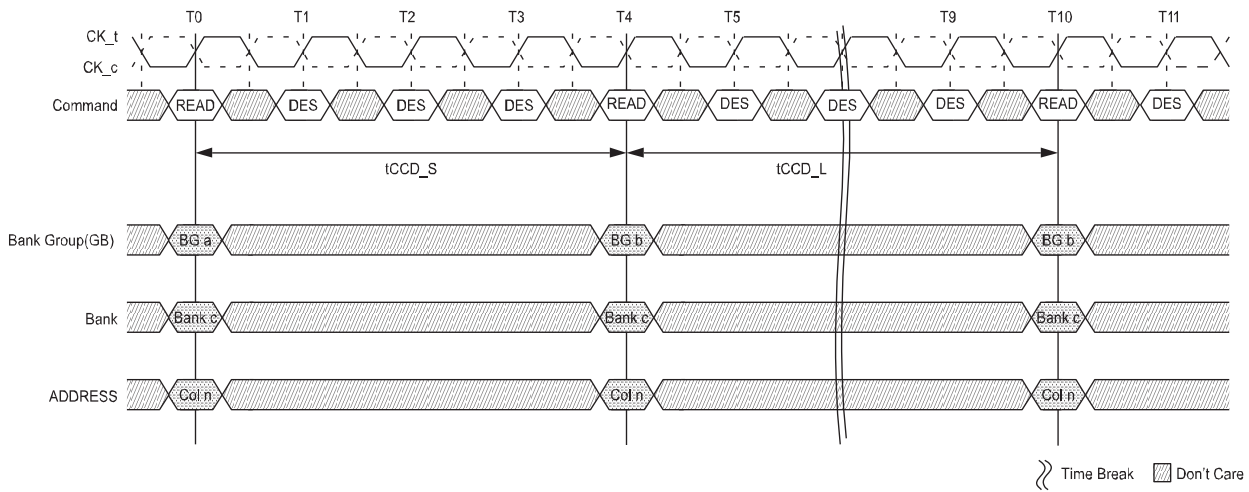 T0 T1 T2 T3 T4 T5 T9 T10 T11
CK_t
CK_c
Command READ DES DES DES READ DES DES DES READ DES
tCCD_S tCCD_L
Bank Group(GB) BG a BG b BG b
Bank Bank c Bank c Bank c
ADDRESS Col n Col n Col n
Time Break Don't Care